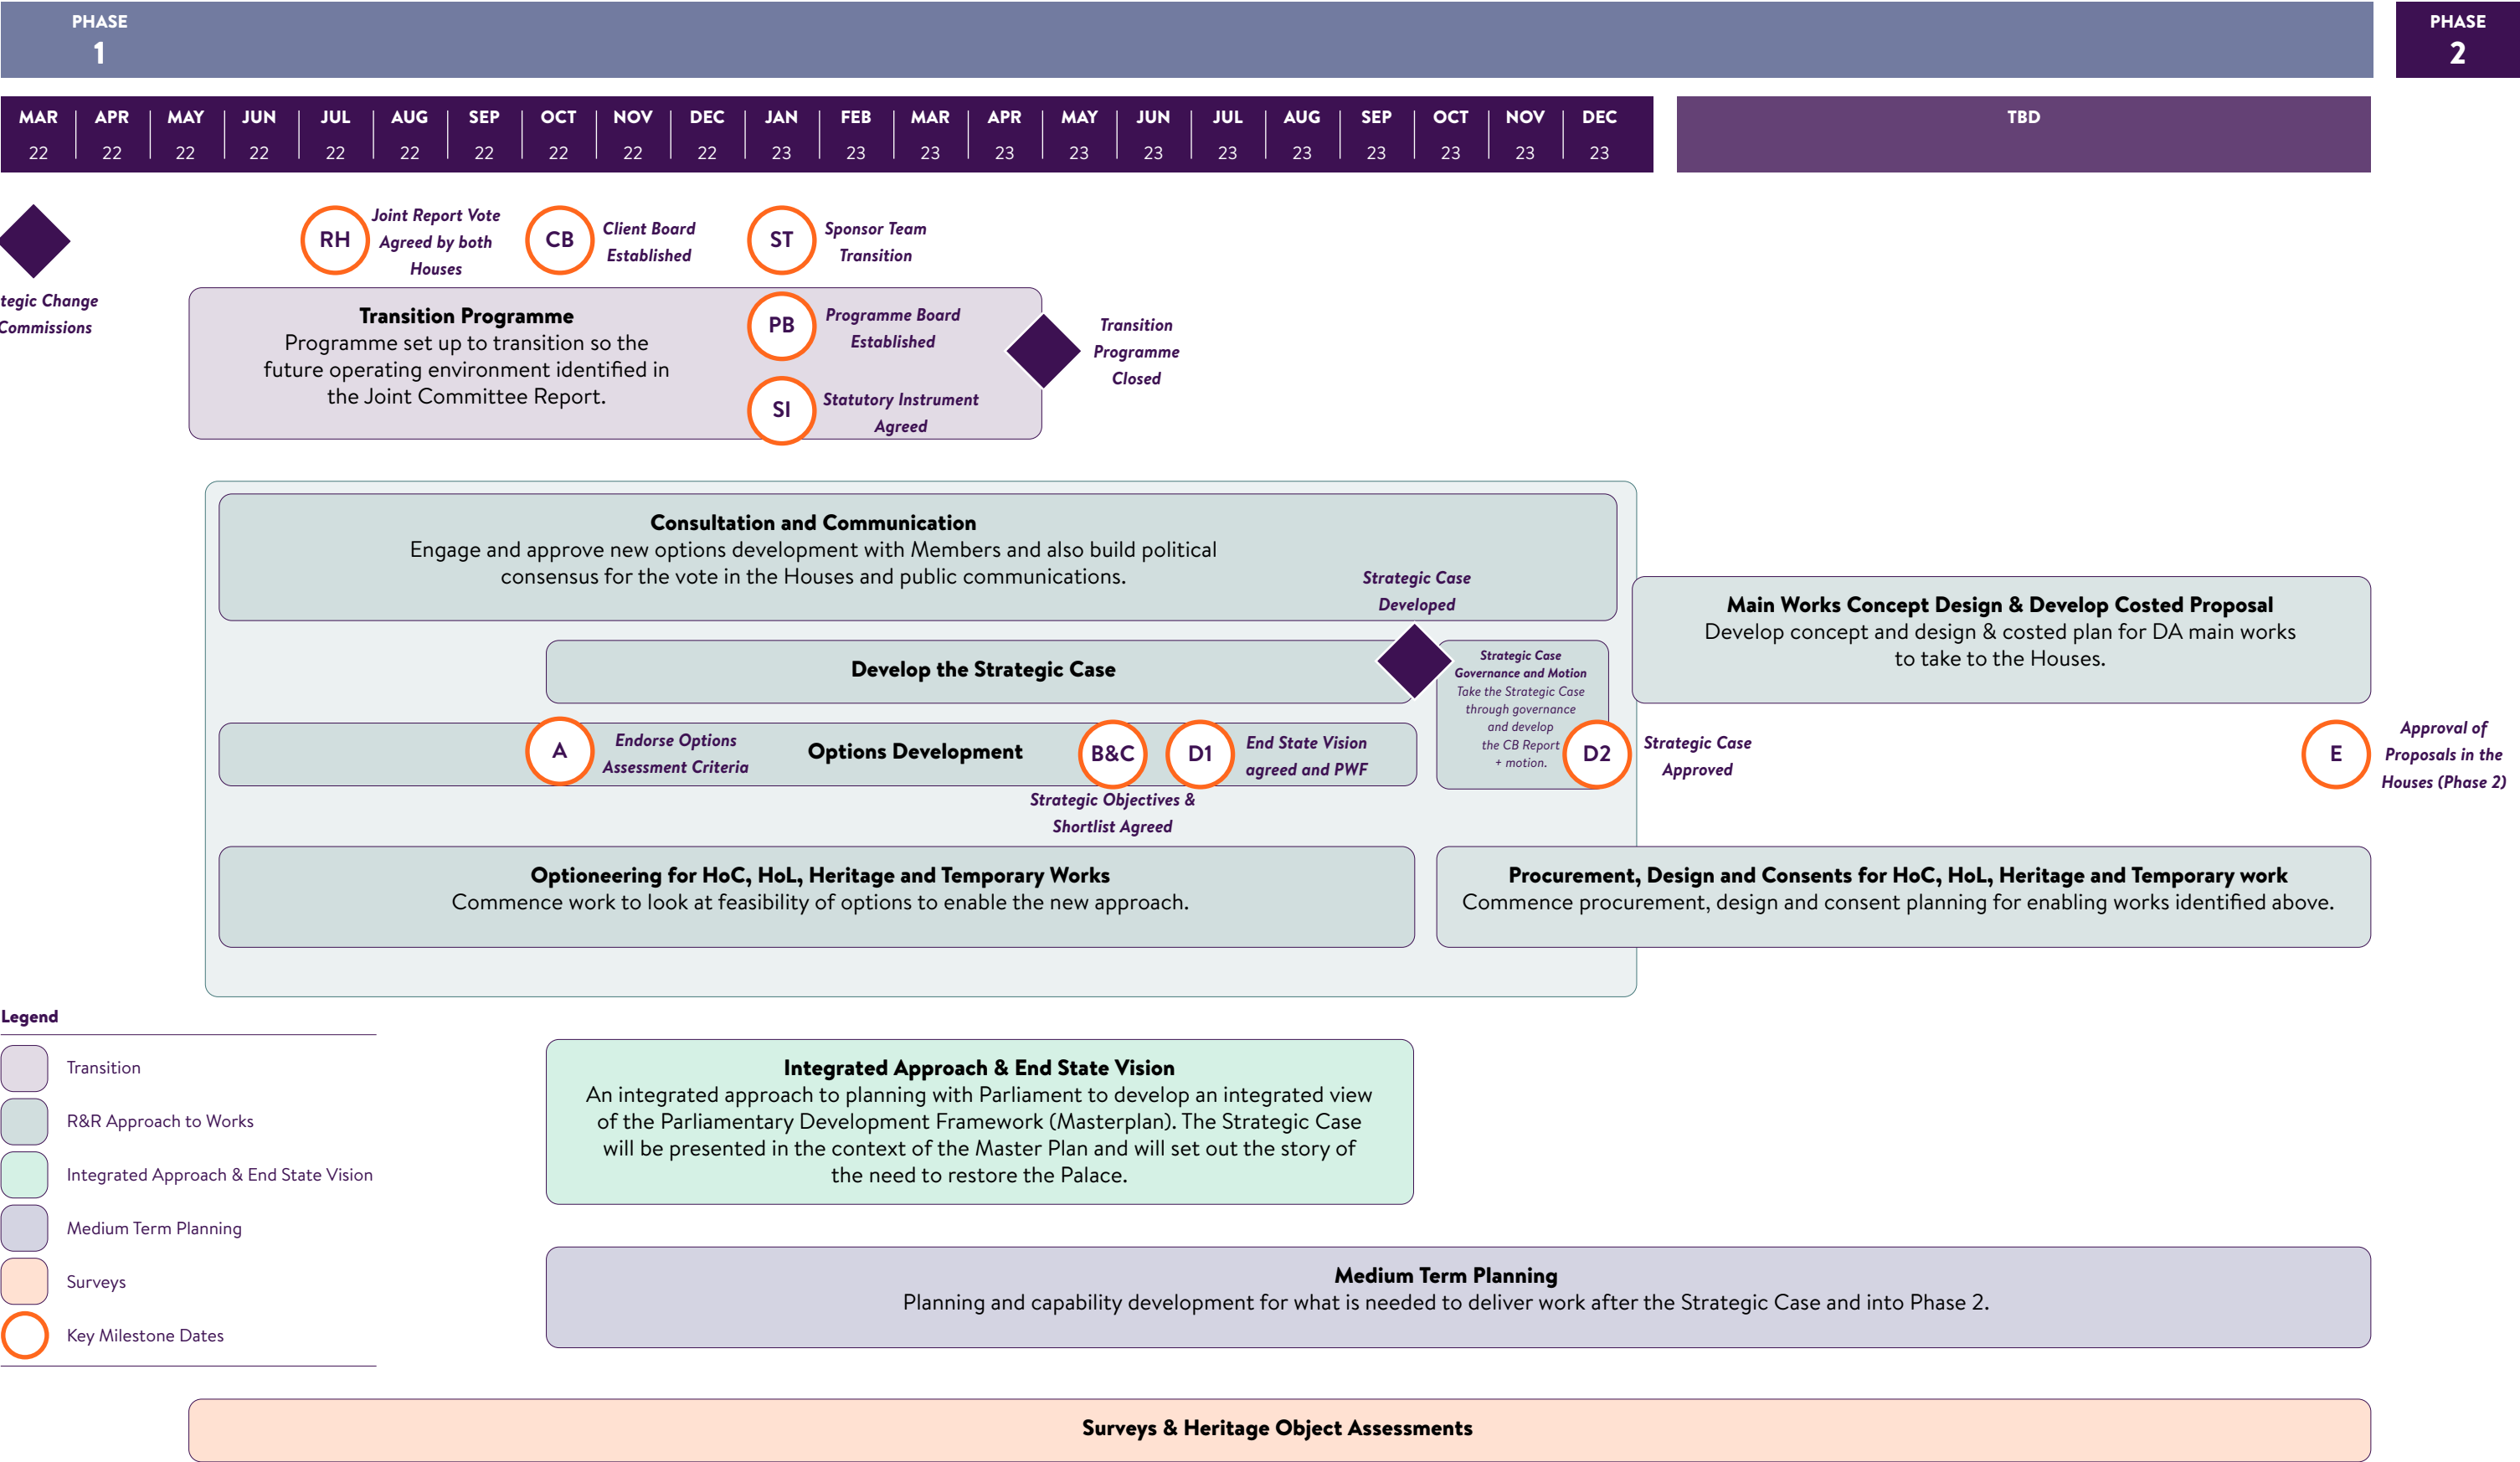 PHASE
1
PHASE
2
MAR APR MAY JUN JUL AUG SEP OCT NOV DEC JAN FEB MAR APR MAY JUN JUL AUG SEP OCT NOV DEC TBD
22 22 22 22 22 22 22 22 22 22 23 23 23 23 23 23 23 23 23 23 23 23
tegic Change
Commissions
RH
Joint Report Vote
Agreed by both
Houses
CB
Client Board
Established
ST
Sponsor Team
Transition
Transition Programme
Programme set up to transition so the
future operating environment identified in
the Joint Committee Report.
PB
Programme Board
Established
SI
Statutory Instrument
Agreed
Transition
Programme
Closed
Consultation and Communication
Engage and approve new options development with Members and also build political
consensus for the vote in the Houses and public communications.
Strategic Case
Developed
Main Works Concept Design & Develop Costed Proposal
Develop concept and design & costed plan for DA main works
to take to the Houses.
Develop the Strategic Case
Strategic Case
Governance and Motion
Take the Strategic Case
through governance
and develop
the CB Report
+ motion.
A
Endorse Options
Assessment Criteria
Options Development
B&C
Strategic Objectives &
Shortlist Agreed
D1
End State Vision
agreed and PWF
D2
Strategic Case
Approved
E
Approval of
Proposals in the
Houses (Phase 2)
Optioneering for HoC, HoL, Heritage and Temporary Works
Commence work to look at feasibility of options to enable the new approach.
Procurement, Design and Consents for HoC, HoL, Heritage and Temporary work
Commence procurement, design and consent planning for enabling works identified above.
Legend
Transition
R&R Approach to Works
Integrated Approach & End State Vision
Medium Term Planning
Surveys
Key Milestone Dates
Integrated Approach & End State Vision
An integrated approach to planning with Parliament to develop an integrated view
of the Parliamentary Development Framework (Masterplan). The Strategic Case
will be presented in the context of the Master Plan and will set out the story of
the need to restore the Palace.
Medium Term Planning
Planning and capability development for what is needed to deliver work after the Strategic Case and into Phase 2.
Surveys & Heritage Object Assessments